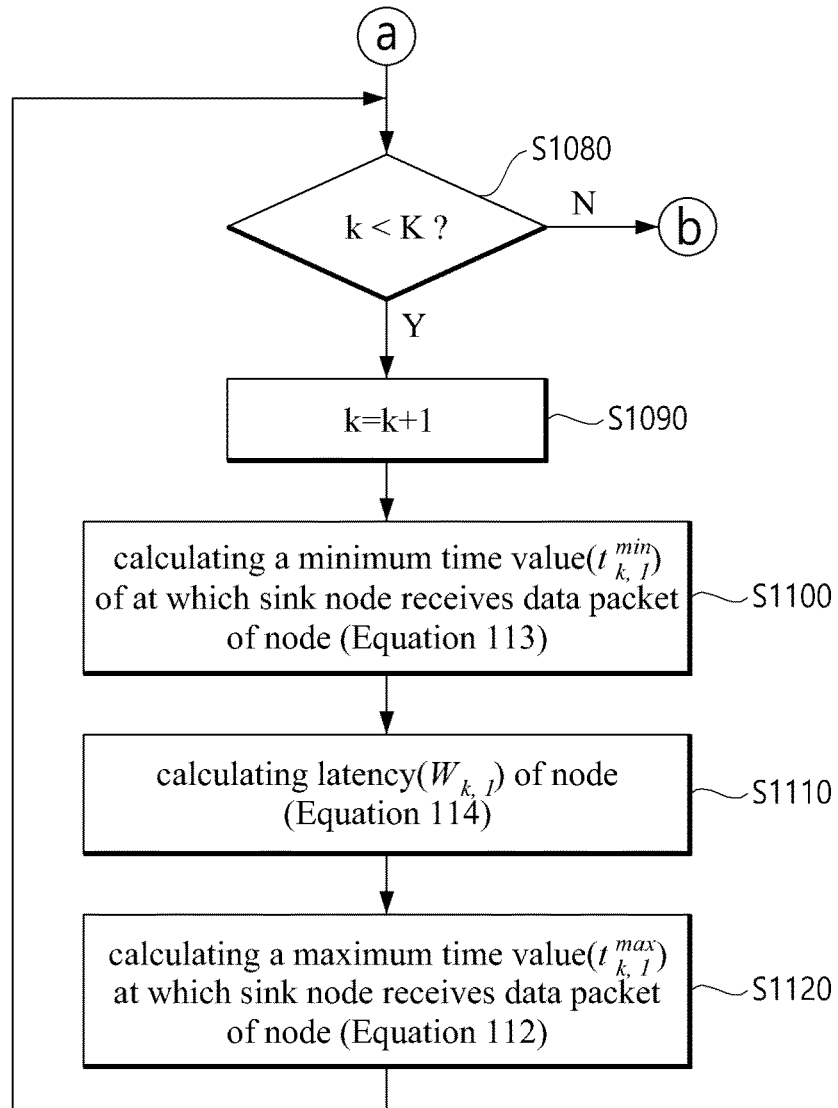 a
S1080
k < K ?
N
b
Y
k=k+1
S1090
calculating a minimum time value(t_{k, 1}^{min})
of at which sink node receives data packet
of node (Equation 113)
S1100
calculating latency(W_{k, 1}) of node
(Equation 114)
S1110
calculating a maximum time value(t_{k, 1}^{max})
at which sink node receives data packet
of node (Equation 112)
S1120